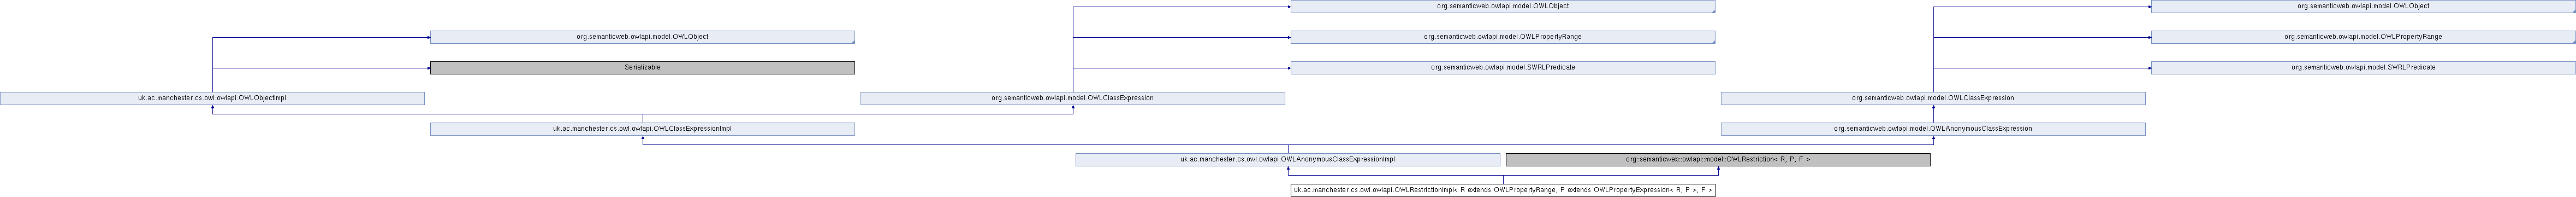 org.semanticweb.owlapi.model.OWLObject
org.semanticweb.owlapi.model.OWLObject
org.semanticweb.owlapi.model.OWLObject
org.semanticweb.owlapi.model.OWLPropertyRange
org.semanticweb.owlapi.model.OWLPropertyRange
Serializable
org.semanticweb.owlapi.model.SWRLPredicate
org.semanticweb.owlapi.model.SWRLPredicate
uk.ac.manchester.cs.owl.owlapi.OWLObjectImpl
org.semanticweb.owlapi.model.OWLClassExpression
org.semanticweb.owlapi.model.OWLClassExpression
uk.ac.manchester.cs.owl.owlapi.OWLClassExpressionImpl
org.semanticweb.owlapi.model.OWLAnonymousClassExpression
uk.ac.manchester.cs.owl.owlapi.OWLAnonymousClassExpressionImpl
org::semanticweb::owlapi::model::OWLRestriction< R, P, F >
uk.ac.manchester.cs.owl.owlapi.OWLRestrictionImpl< R extends OWLPropertyRange, P extends OWLPropertyExpression< R, P >, F >